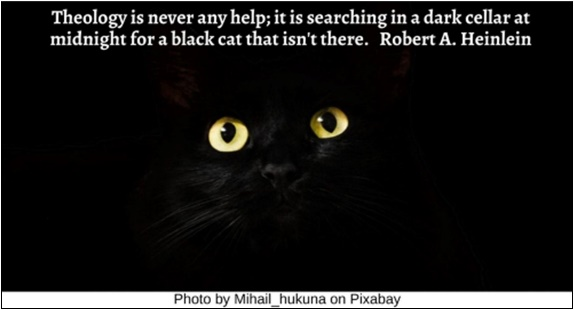 Theology is never any help; it is searching in a dark cellar at
midnight for a black cat that isn't there. Robert A. Heinlein
Photo by Mihail_hukuna on Pixabay